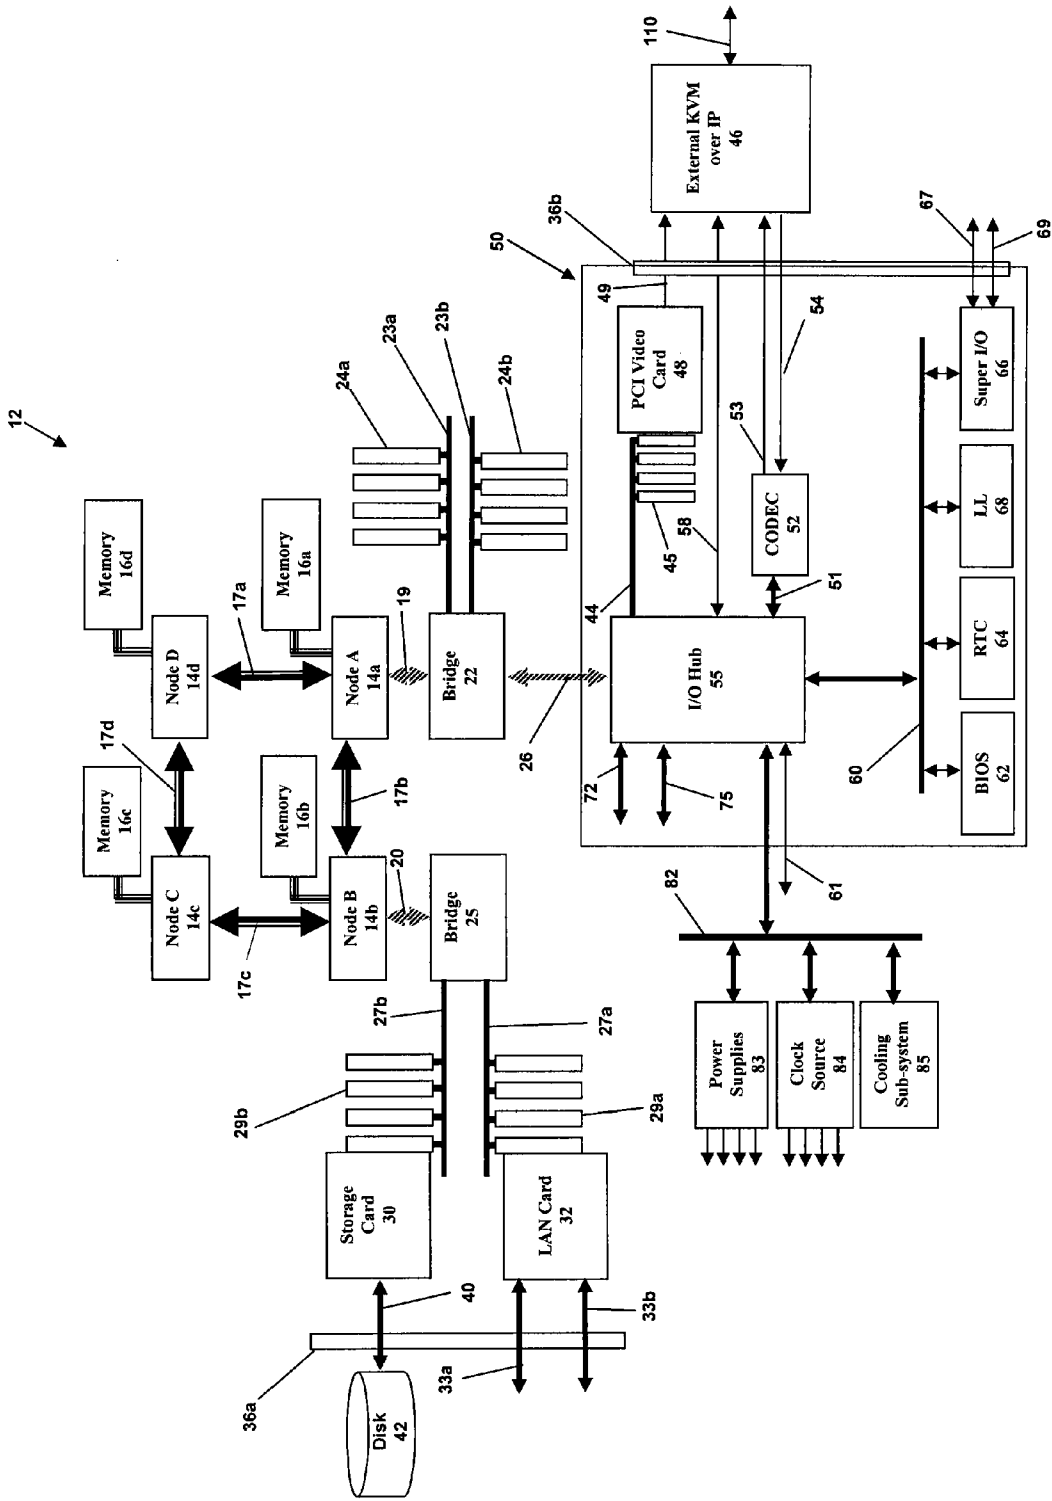 12
Memory
16d
Memory
16a
Memory
16c
Memory
16b
Node D
14d
Node A
14a
Node C
14c
Node B
14b
17a
17d
17b
17c
19
20
24a
23a
23b
24b
Bridge
22
Bridge
25
26
27b
27a
29b
29a
Storage
Card
30
LAN Card
32
40
33a
33b
36a
Disk
42
110
External KVM
over IP
46
36b
50
49
PCI Video
Card
48
54
53
67
69
44
45
58
CODEC
52
51
I/O Hub
55
72
75
60
61
Super I/O
66
LL
68
RTC
64
BIOS
62
82
Power
Supplies
83
Clock
Source
84
Cooling
Sub-system
85